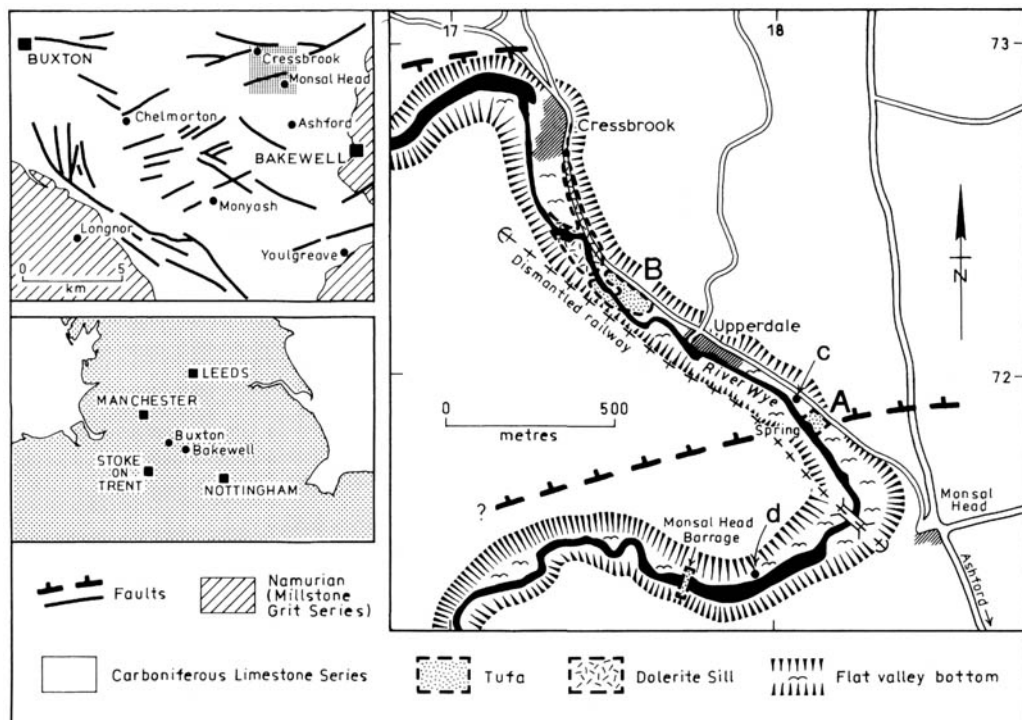 BUXTON
Cressbrook
Monsal Head
Chelmorton
Ashford
BAKEWELL
Monyash
Longnor
Youlgreave
0 5
km
LEEDS
MANCHESTER
Buxton
Bakewell
STOKE
ON
TRENT
NOTTINGHAM
17
18
73
Cressbrook
B
Dismantled railway
Upperdale
C
72
River Wye
A
0 500
metres
Spring
?
Monsal Head
Barrage
d
Monsal
Head
Ashford
N
Faults
Namurian
(Millstone
Grit Series)
Carboniferous Limestone Series
Tufa
Dolerite Sill
Flat valley bottom